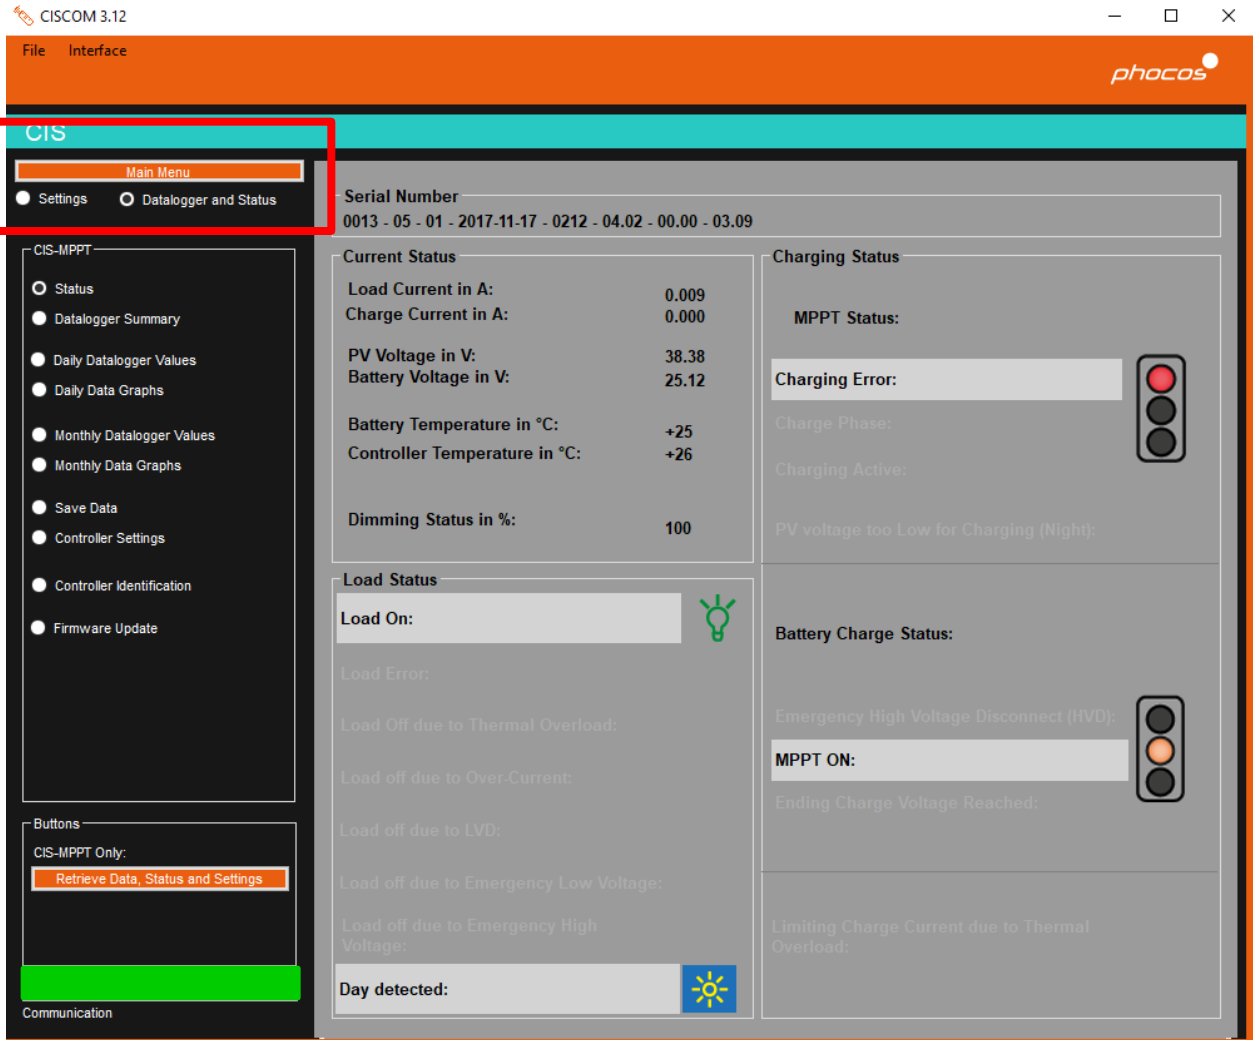 CISCOM 3.12
File Interface
phocos
CIS
Main Menu
Settings Datalogger and Status
CIS-MPPT
Status
Datalogger Summary
Daily Datalogger Values
Daily Data Graphs
Monthly Datalogger Values
Monthly Data Graphs
Save Data
Controller Settings
Controller Identification
Firmware Update
Buttons
CIS-MPPT Only:
Retrieve Data, Status and Settings
Communication
Serial Number
0013 - 05 - 01 - 2017-11-17 - 0212 - 04.02 - 00.00 - 03.09
Current Status
Load Current in A: 0.009
Charge Current in A: 0.000
PV Voltage in V: 38.38
Battery Voltage in V: 25.12
Battery Temperature in °C: +25
Controller Temperature in °C: +26
Dimming Status in %: 100
Load Status
Load On:
Load Error:
Load Off due to Thermal Overload:
Load off due to Over-Current:
Load off due to LVD:
Load off due to Emergency Low Voltage:
Load off due to Emergency High
Voltage:
Day detected:
Charging Status
MPPT Status:
Charging Error:
Charge Phase:
Charging Active:
PV voltage too Low for Charging (Night):
Battery Charge Status:
Emergency High Voltage Disconnect (HVD):
MPPT ON:
Ending Charge Voltage Reached:
Limiting Charge Current due to Thermal
Overload: